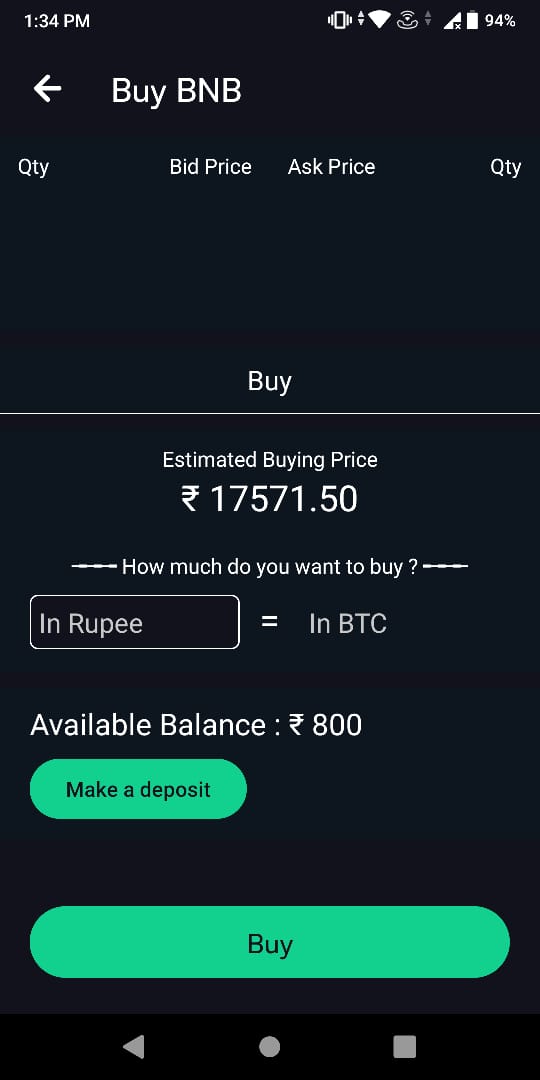 1:34 PM 94%
Buy BNB
Qty Bid Price Ask Price Qty
Buy
Estimated Buying Price
₹ 17571.50
How much do you want to buy ?
In Rupee = In BTC
Available Balance : ₹ 800
Make a deposit
Buy